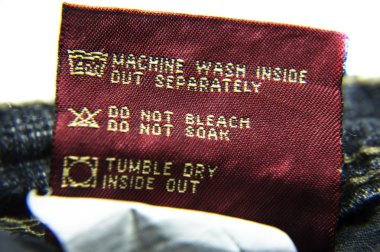 MACHINE WASH INSIDE
OUT SEPARATELY
DO NOT BLEACH
DO NOT SOAK
TUMBLE DRY
INSIDE OUT